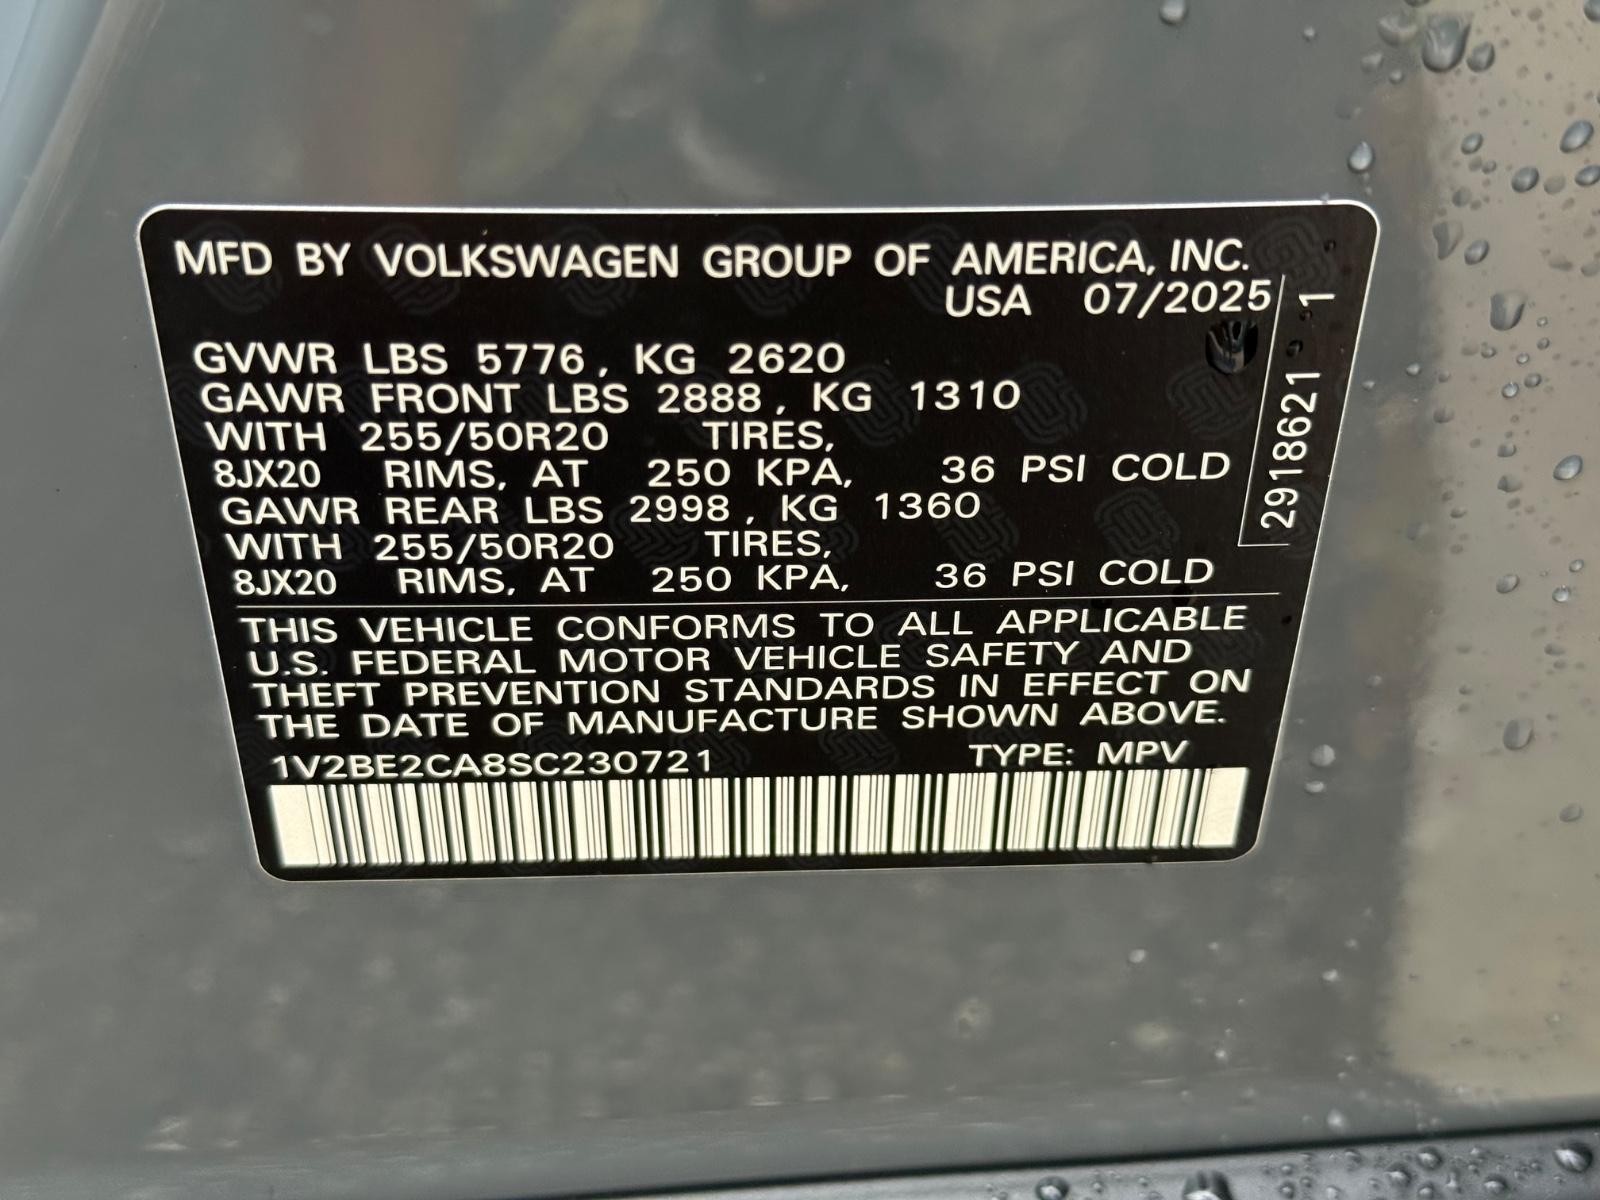 MFD BY VOLKSWAGEN GROUP OF AMERICA, INC.
USA 07/2025
GVWR LBS 5776, KG 2620
GAWR FRONT LBS 2888, KG 1310
WITH 255/50R20 TIRES,
8JX20 RIMS, AT 250 KPA, 36 PSI COLD
GAWR REAR LBS 2998, KG 1360
WITH 255/50R20 TIRES,
8JX20 RIMS, AT 250 KPA, 36 PSI COLD
2918621 1
THIS VEHICLE CONFORMS TO ALL APPLICABLE
U.S. FEDERAL MOTOR VEHICLE SAFETY AND
THEFT PREVENTION STANDARDS IN EFFECT ON
THE DATE OF MANUFACTURE SHOWN ABOVE.
1V2BE2CA8SC230721 TYPE: MPV